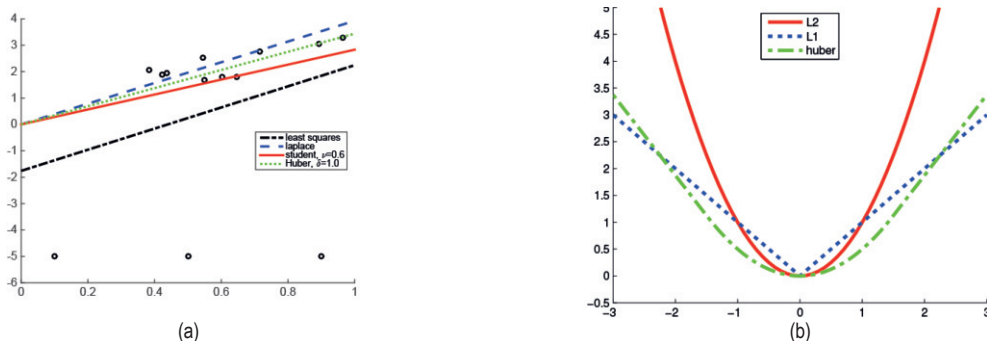 4
3
2
1
0
-1
-2
-3
-4
-5
-6
0 0.2 0.4 0.6 0.8 1
least squares
laplace
student, ν=0.6
Huber, δ=1.0
(a)
5
4.5
4
3.5
3
2.5
2
1.5
1
0.5
0
-0.5
-3 -2 -1 0 1 2 3
L2
L1
huber
(b)